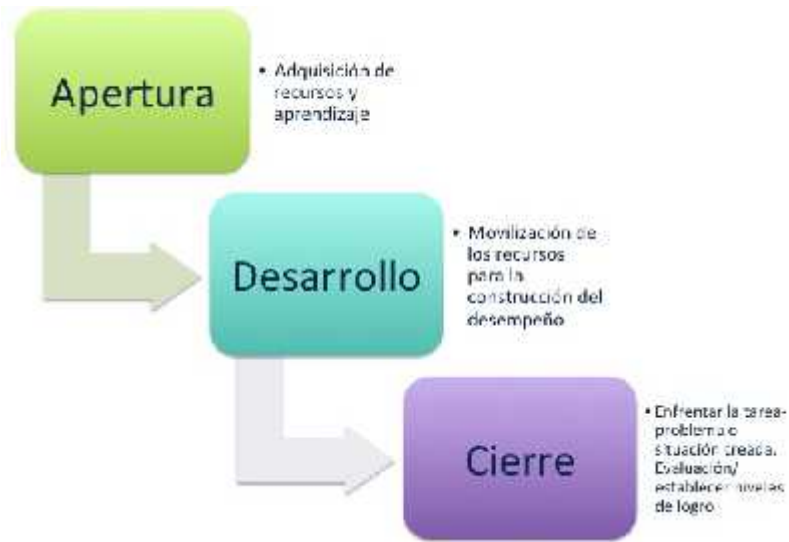 Apertura
• Adquisición de
recursos y
aprendizaje
Desarrollo
• Movilización de
los recursos
para la
construcción del
desempeño
Cierre
• Enfrentar la tarea-
problema o
situación creada.
Evaluación/
establecer niveles
de logro